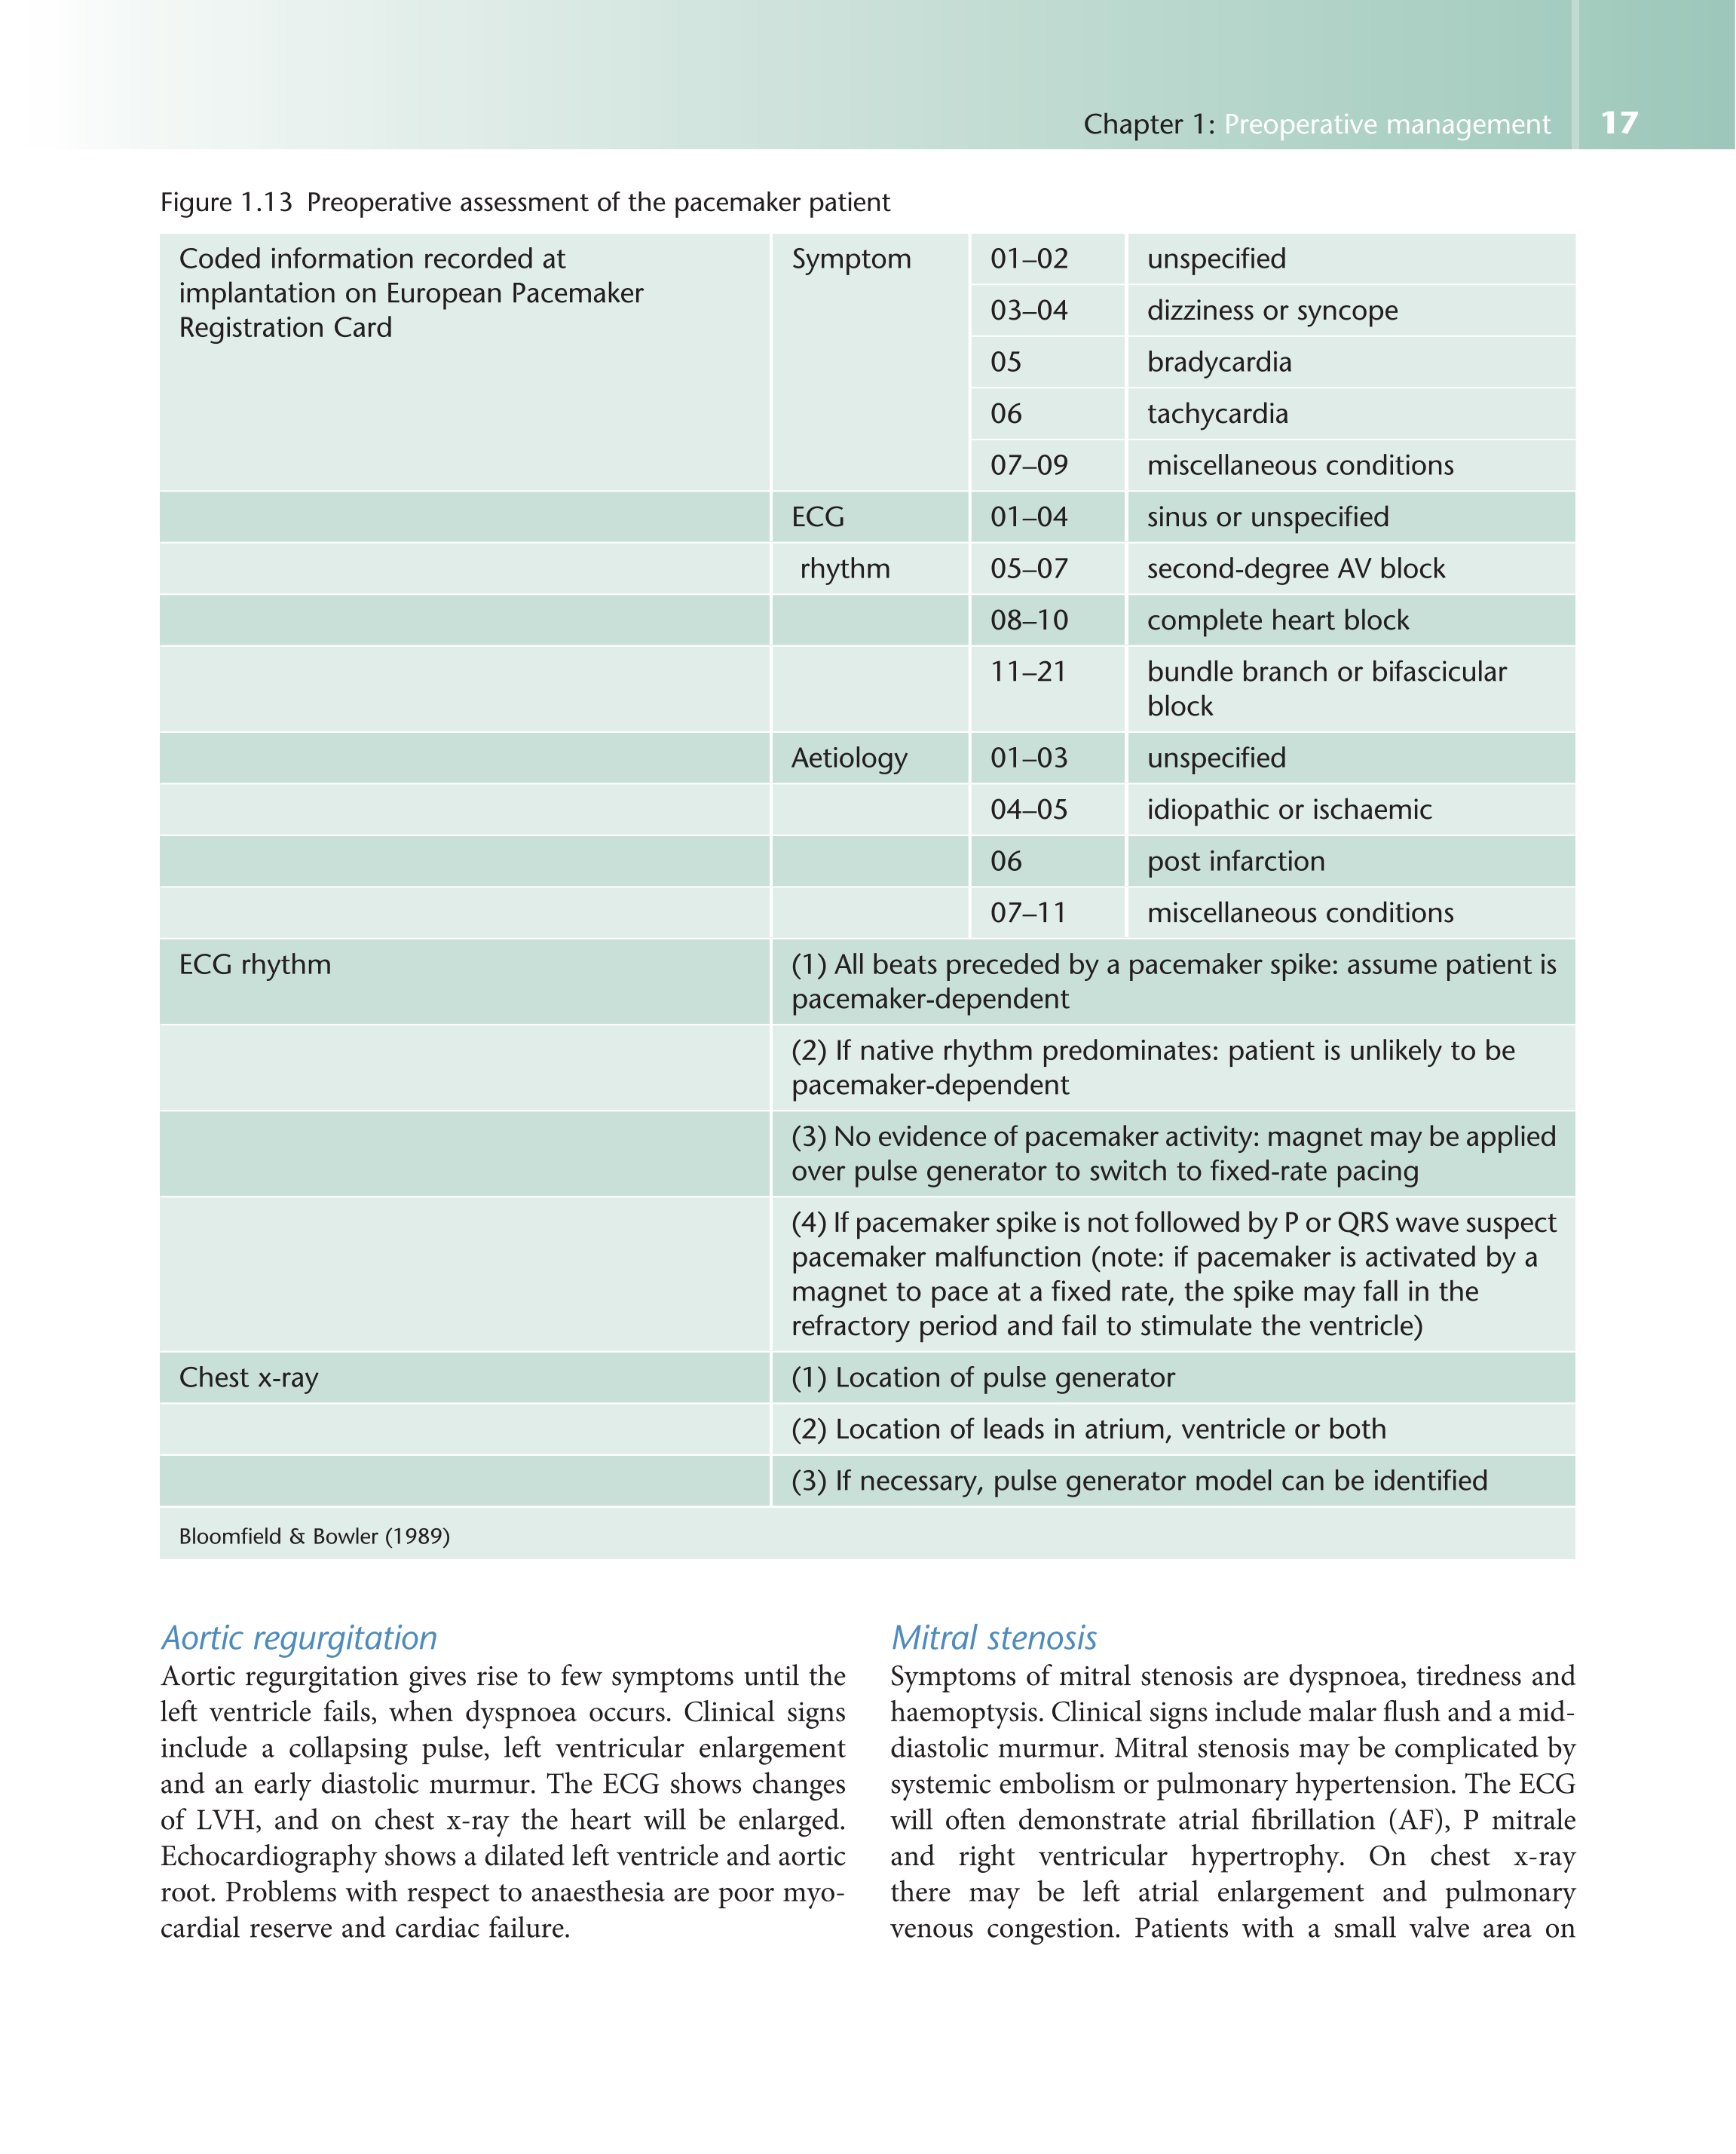 Chapter 1: Preoperative management 17
Figure 1.13 Preoperative assessment of the pacemaker patient
Coded information recorded at
implantation on European Pacemaker
Registration Card
Symptom
01–02 unspecified
03–04 dizziness or syncope
05 bradycardia
06 tachycardia
07–09 miscellaneous conditions
ECG 01–04 sinus or unspecified
rhythm 05–07 second-degree AV block
08–10 complete heart block
11–21 bundle branch or bifascicular
block
Aetiology 01–03 unspecified
04–05 idiopathic or ischaemic
06 post infarction
07–11 miscellaneous conditions
ECG rhythm
(1) All beats preceded by a pacemaker spike: assume patient is
pacemaker-dependent
(2) If native rhythm predominates: patient is unlikely to be
pacemaker-dependent
(3) No evidence of pacemaker activity: magnet may be applied
over pulse generator to switch to fixed-rate pacing
(4) If pacemaker spike is not followed by P or QRS wave suspect
pacemaker malfunction (note: if pacemaker is activated by a
magnet to pace at a fixed rate, the spike may fall in the
refractory period and fail to stimulate the ventricle)
Chest x-ray (1) Location of pulse generator
(2) Location of leads in atrium, ventricle or both
(3) If necessary, pulse generator model can be identified
Bloomfield & Bowler (1989)
Aortic regurgitation
Aortic regurgitation gives rise to few symptoms until the
left ventricle fails, when dyspnoea occurs. Clinical signs
include a collapsing pulse, left ventricular enlargement
and an early diastolic murmur. The ECG shows changes
of LVH, and on chest x-ray the heart will be enlarged.
Echocardiography shows a dilated left ventricle and aortic
root. Problems with respect to anaesthesia are poor myo-
cardial reserve and cardiac failure.
Mitral stenosis
Symptoms of mitral stenosis are dyspnoea, tiredness and
haemoptysis. Clinical signs include malar flush and a mid-
diastolic murmur. Mitral stenosis may be complicated by
systemic embolism or pulmonary hypertension. The ECG
will often demonstrate atrial fibrillation (AF), P mitrale
and right ventricular hypertrophy. On chest x-ray
there may be left atrial enlargement and pulmonary
venous congestion. Patients with a small valve area on